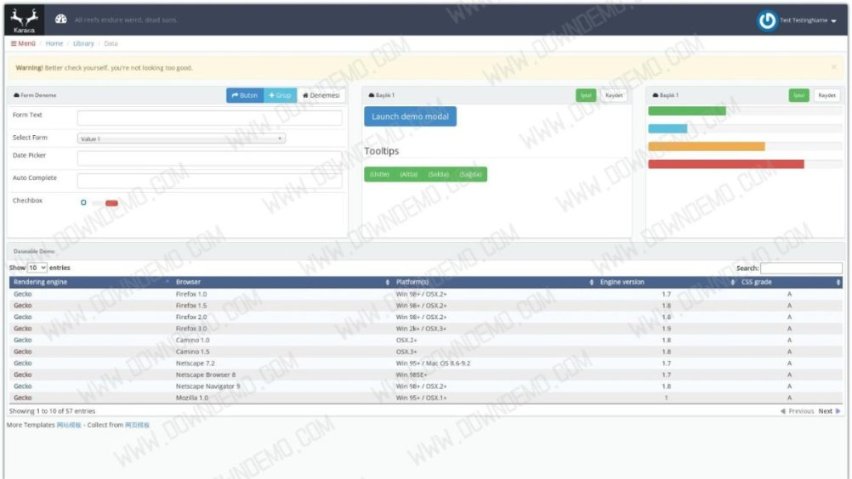 Karaca
All reefs endure weird, dead sons.
Test TestingName
Menü / Home / Library / Data
Warning! Better check yourself, you're not looking too good.
×
Form Deneme
Buton
Grup
Denemesi
Form Text
Select Form
Value 1
Date Picker
Auto Complete
Chechbox
Başlık 1
İptal
Kaydet
Launch demo modal
Tooltips
(Üstte) (Altta) (Solda) (Sağda)
Başlık 1
İptal
Kaydet
Datatable Demo
Show 10 entries
Search:
Rendering engine Browser Platform(s) Engine version CSS grade
Gecko Firefox 1.0 Win 98+ / OSX.2+ 1.7 A
Gecko Firefox 1.5 Win 98+ / OSX.2+ 1.8 A
Gecko Firefox 2.0 Win 98+ / OSX.2+ 1.8 A
Gecko Firefox 3.0 Win 2k+ / OSX.3+ 1.9 A
Gecko Camino 1.0 OSX.2+ 1.8 A
Gecko Camino 1.5 OSX.3+ 1.8 A
Gecko Netscape 7.2 Win 95+ / Mac OS 8.6-9.2 1.7 A
Gecko Netscape Browser 8 Win 98SE+ 1.7 A
Gecko Netscape Navigator 9 Win 98+ / OSX.2+ 1.8 A
Gecko Mozilla 1.0 Win 95+ / OSX.1+ 1 A
Showing 1 to 10 of 57 entries
Previous Next
More Templates 网站模板 - Collect from 网页模板
WWW.DOWNDEMO.COM